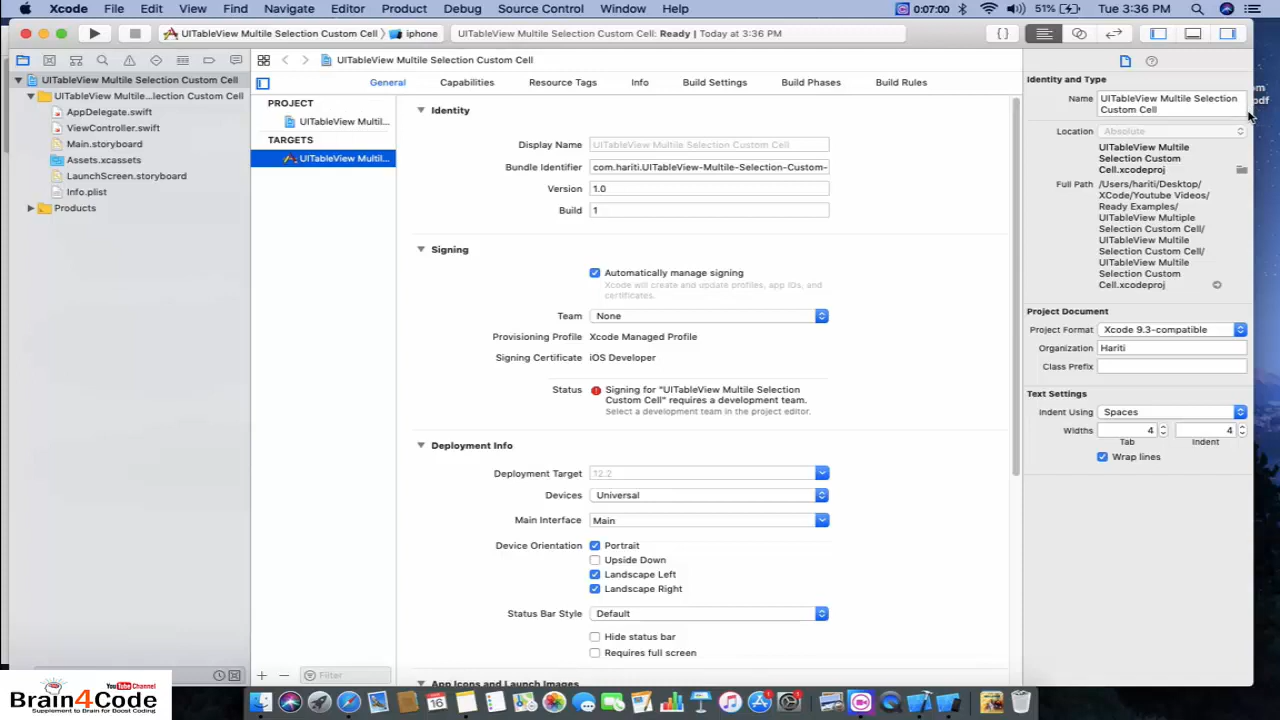 Xcode File Edit View Find Navigate Editor Product Debug Source Control Window Help 0:07:00 51% Tue 3:36 PM
UITableView Multile Selection Custom Cell iphone UITableView Multile Selection Custom Cell: Ready | Today at 3:36 PM
UITableView Multile Selection Custom Cell
UITableView Multile...lection Custom Cell
AppDelegate.swift
ViewController.swift
Main.storyboard
Assets.xcassets
LaunchScreen.storyboard
Info.plist
Products
UITableView Multile Selection Custom Cell
General Capabilities Resource Tags Info Build Settings Build Phases Build Rules
PROJECT
UITableView Multil...
TARGETS
UITableView Multil...
Filter
Identity
Display Name UITableView Multile Selection Custom Cell
Bundle Identifier com.hariti.UITableView-Multile-Selection-Custom-
Version 1.0
Build 1
Signing
Automatically manage signing
Xcode will create and update profiles, app IDs, and
certificates.
Team None
Provisioning Profile Xcode Managed Profile
Signing Certificate iOS Developer
Status Signing for "UITableView Multile Selection
Custom Cell" requires a development team.
Select a development team in the project editor.
Deployment Info
Deployment Target 12.2
Devices Universal
Main Interface Main
Device Orientation Portrait
Upside Down
Landscape Left
Landscape Right
Status Bar Style Default
Hide status bar
Requires full screen
App Icons and Launch Images
Identity and Type
Name UITableView Multile Selection
Custom Cell
Location Absolute
UITableView Multile
Selection Custom
Cell.xcodeproj
Full Path /Users/hariti/Desktop/
XCode/Youtube Videos/
Ready Examples/
UITableView Multiple
Selection Custom Cell/
UITableView Multile
Selection Custom Cell/
UITableView Multile
Selection Custom
Cell.xcodeproj
Project Document
Project Format Xcode 9.3-compatible
Organization Hariti
Class Prefix
Text Settings
Indent Using Spaces
Widths 4 4
Tab Indent
Wrap lines
om
pdf
16
YouTube Channel
Brain4Code
Supplement to Brain for Boost Coding